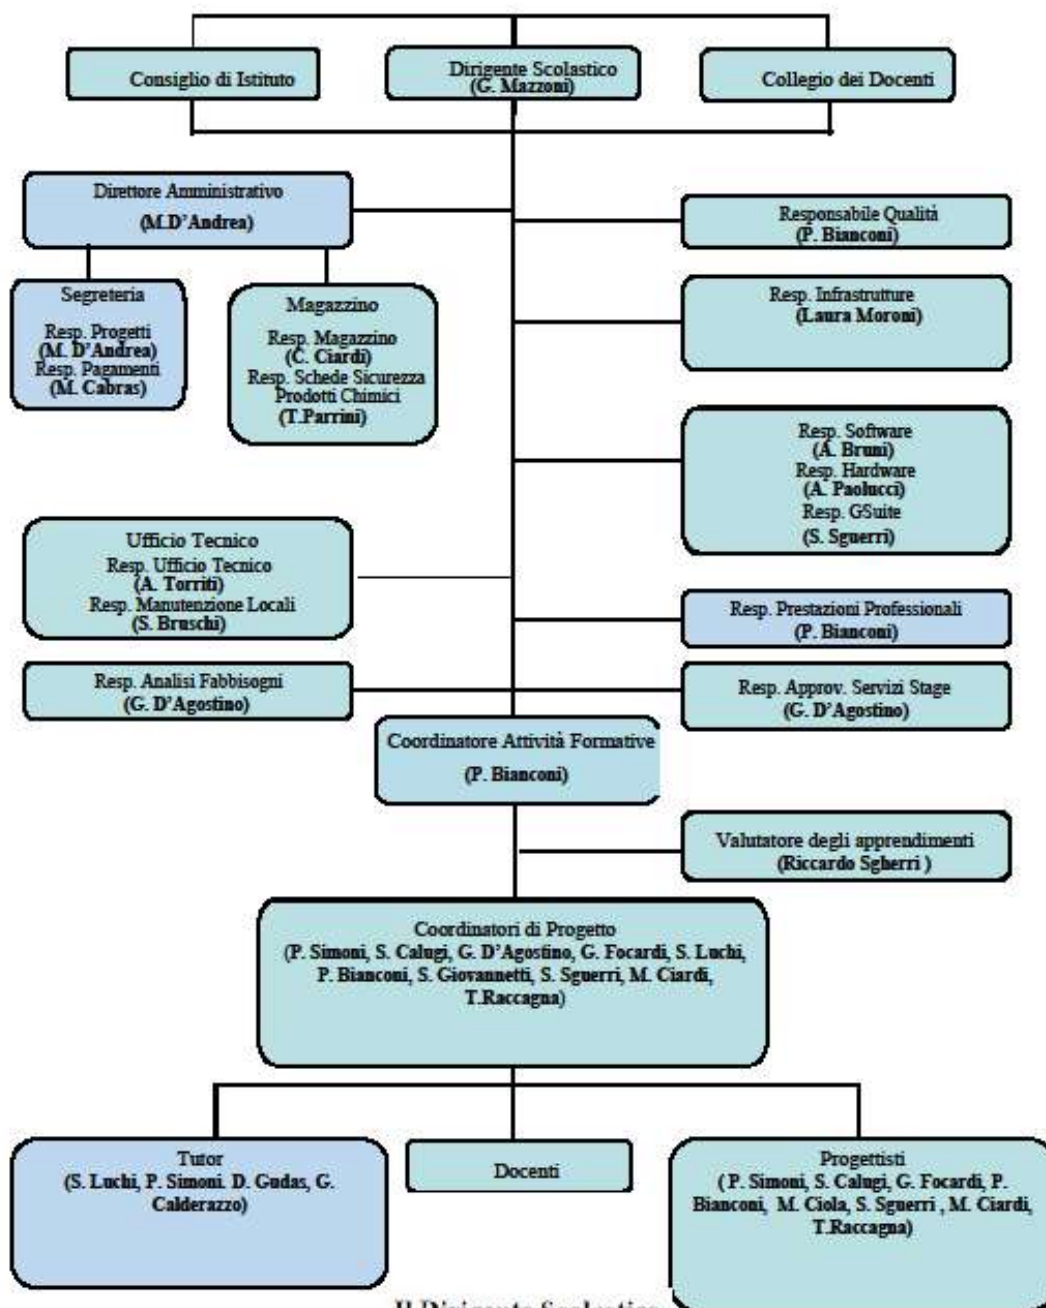 Consiglio di Istituto
Dirigente Scolastico
(G. Mazzoni)
Collegio dei Docenti
Direttore Amministrativo
(M.D'Andrea)
Responsabile Qualità
(P. Bianconi)
Segreteria
Resp. Progetti
(M. D'Andrea)
Resp. Pagamenti
(M. Cabras)
Magazzino
Resp. Magazzino
(C. Ciardi)
Resp. Schede Sicurezza
Prodotti Chimici
(T.Parrini)
Resp. Infrastrutture
(Laura Moroni)
Resp. Software
(A. Bruni)
Resp. Hardware
(A. Paolucci)
Resp. GSuite
(S. Sguerri)
Ufficio Tecnico
Resp. Ufficio Tecnico
(A. Torriti)
Resp. Manutenzione Locali
(S. Bruschi)
Resp. Prestazioni Professionali
(P. Bianconi)
Resp. Analisi Fabbisogni
(G. D'Agostino)
Resp. Approv. Servizi Stage
(G. D'Agostino)
Coordinatore Attività Formative
(P. Bianconi)
Valutatore degli apprendimenti
(Riccardo Sgherri )
Coordinatori di Progetto
(P. Simoni, S. Calugi, G. D'Agostino, G. Focardi, S. Luchi,
P. Bianconi, S. Giovannetti, S. Sguerri, M. Ciardi,
T.Raccagna)
Tutor
(S. Luchi, P. Simoni. D. Gudas, G.
Calderazzo)
Docenti
Progettisti
( P. Simoni, S. Calugi, G. Focardi, P.
Bianconi, M. Ciola, S. Sguerri , M. Ciardi,
T.Raccagna)
Il Dirigente Scolastico